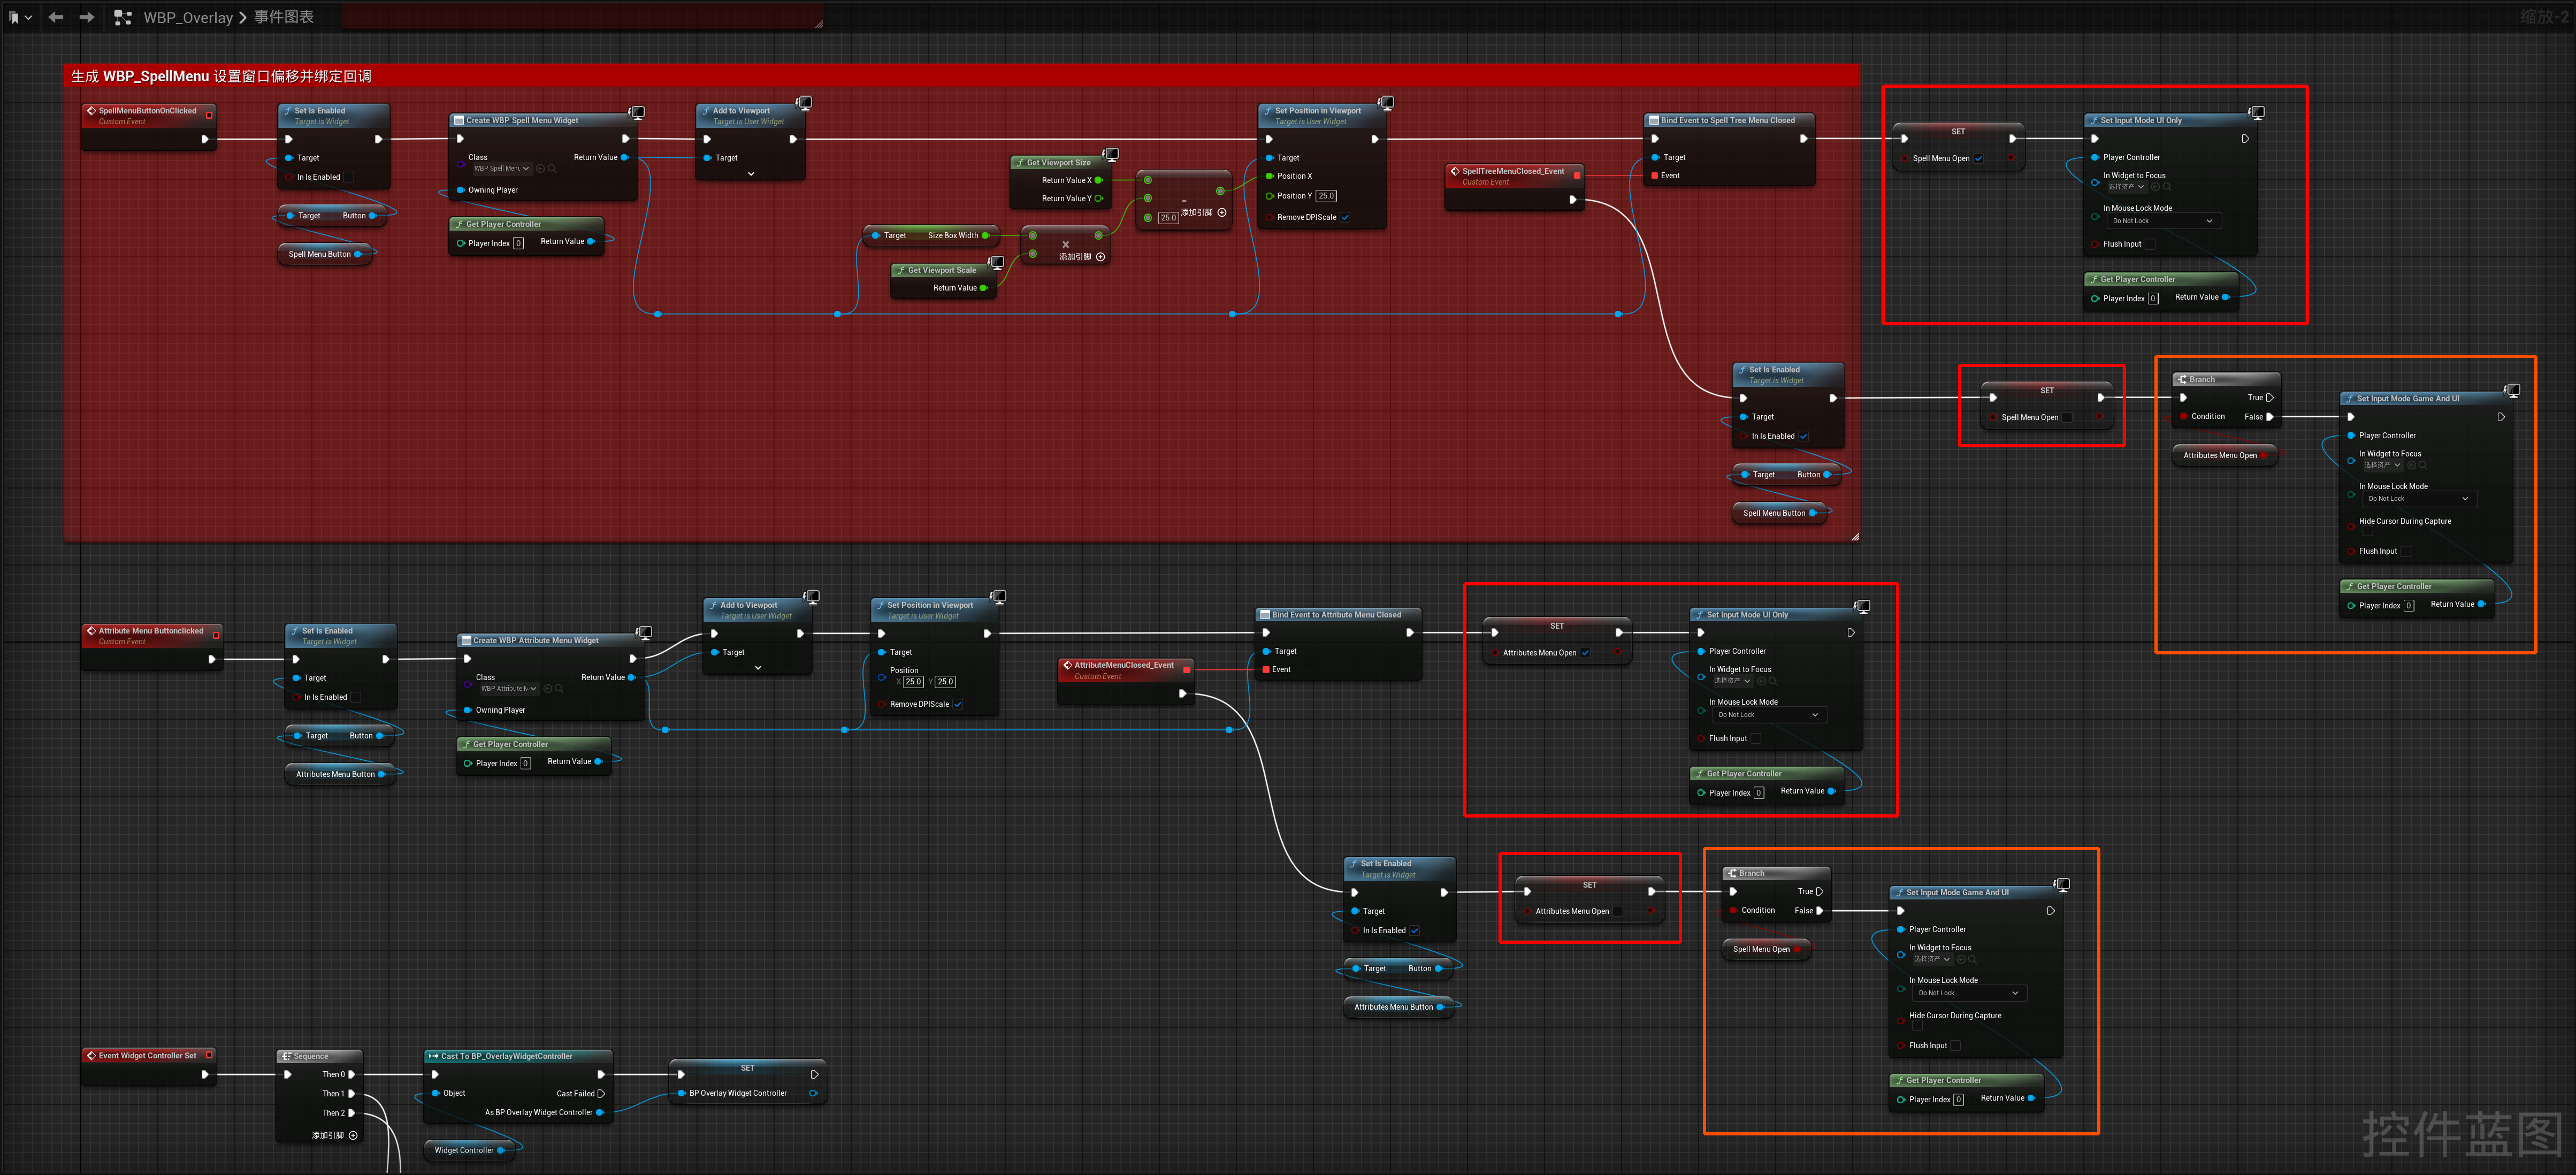 WBP_Overlay > 事件图表
缩放-2
生成 WBP_SpellMenu 设置窗口偏移并绑定回调
SpellMenuButtonOnClicked
Custom Event
Set Is Enabled
Target is Widget
Target
In Is Enabled
Target Button
Spell Menu Button
Create WBP Spell Menu Widget
Class
WBP Spell Menu
Return Value
Owning Player
Get Player Controller
Player Index 0
Return Value
Add to Viewport
Target is User Widget
Target
Get Viewport Size
Return Value X
Return Value Y
25.0
添加引脚
Target Size Box Width
添加引脚
Get Viewport Scale
Return Value
Set Position in Viewport
Target is User Widget
Target
Position X
Position Y 25.0
Remove DPIScale
SpellTreeMenuClosed_Event
Custom Event
Bind Event to Spell Tree Menu Closed
Target
Event
SET
Spell Menu Open
Set Input Mode UI Only
Player Controller
In Widget to Focus
选择资产
In Mouse Lock Mode
Do Not Lock
Flush Input
Get Player Controller
Player Index 0
Return Value
Set Is Enabled
Target is Widget
Target
In Is Enabled
Target Button
Spell Menu Button
SET
Spell Menu Open
Branch
True
Condition False
Attributes Menu Open
Set Input Mode Game And UI
Player Controller
In Widget to Focus
选择资产
In Mouse Lock Mode
Do Not Lock
Hide Cursor During Capture
Flush Input
Get Player Controller
Player Index 0
Return Value
Attribute Menu Buttonclicked
Custom Event
Set Is Enabled
Target is Widget
Target
In Is Enabled
Target Button
Attributes Menu Button
Create WBP Attribute Menu Widget
Class
WBP Attribute M
Return Value
Owning Player
Get Player Controller
Player Index 0
Return Value
Add to Viewport
Target is User Widget
Target
Set Position in Viewport
Target is User Widget
Target
Position
X 25.0 Y 25.0
Remove DPIScale
AttributeMenuClosed_Event
Custom Event
Bind Event to Attribute Menu Closed
Target
Event
SET
Attributes Menu Open
Set Input Mode UI Only
Player Controller
In Widget to Focus
选择资产
In Mouse Lock Mode
Do Not Lock
Flush Input
Get Player Controller
Player Index 0
Return Value
Set Is Enabled
Target is Widget
Target
In Is Enabled
Target Button
Attributes Menu Button
SET
Attributes Menu Open
Branch
True
Condition False
Spell Menu Open
Set Input Mode Game And UI
Player Controller
In Widget to Focus
选择资产
In Mouse Lock Mode
Do Not Lock
Hide Cursor During Capture
Flush Input
Get Player Controller
Player Index 0
Return Value
Event Widget Controller Set
Sequence
Then 0
Then 1
Then 2
添加引脚
Cast To BP_OverlayWidgetController
Object
Cast Failed
As BP Overlay Widget Controller
Widget Controller
SET
BP Overlay Widget Controller
控件蓝图